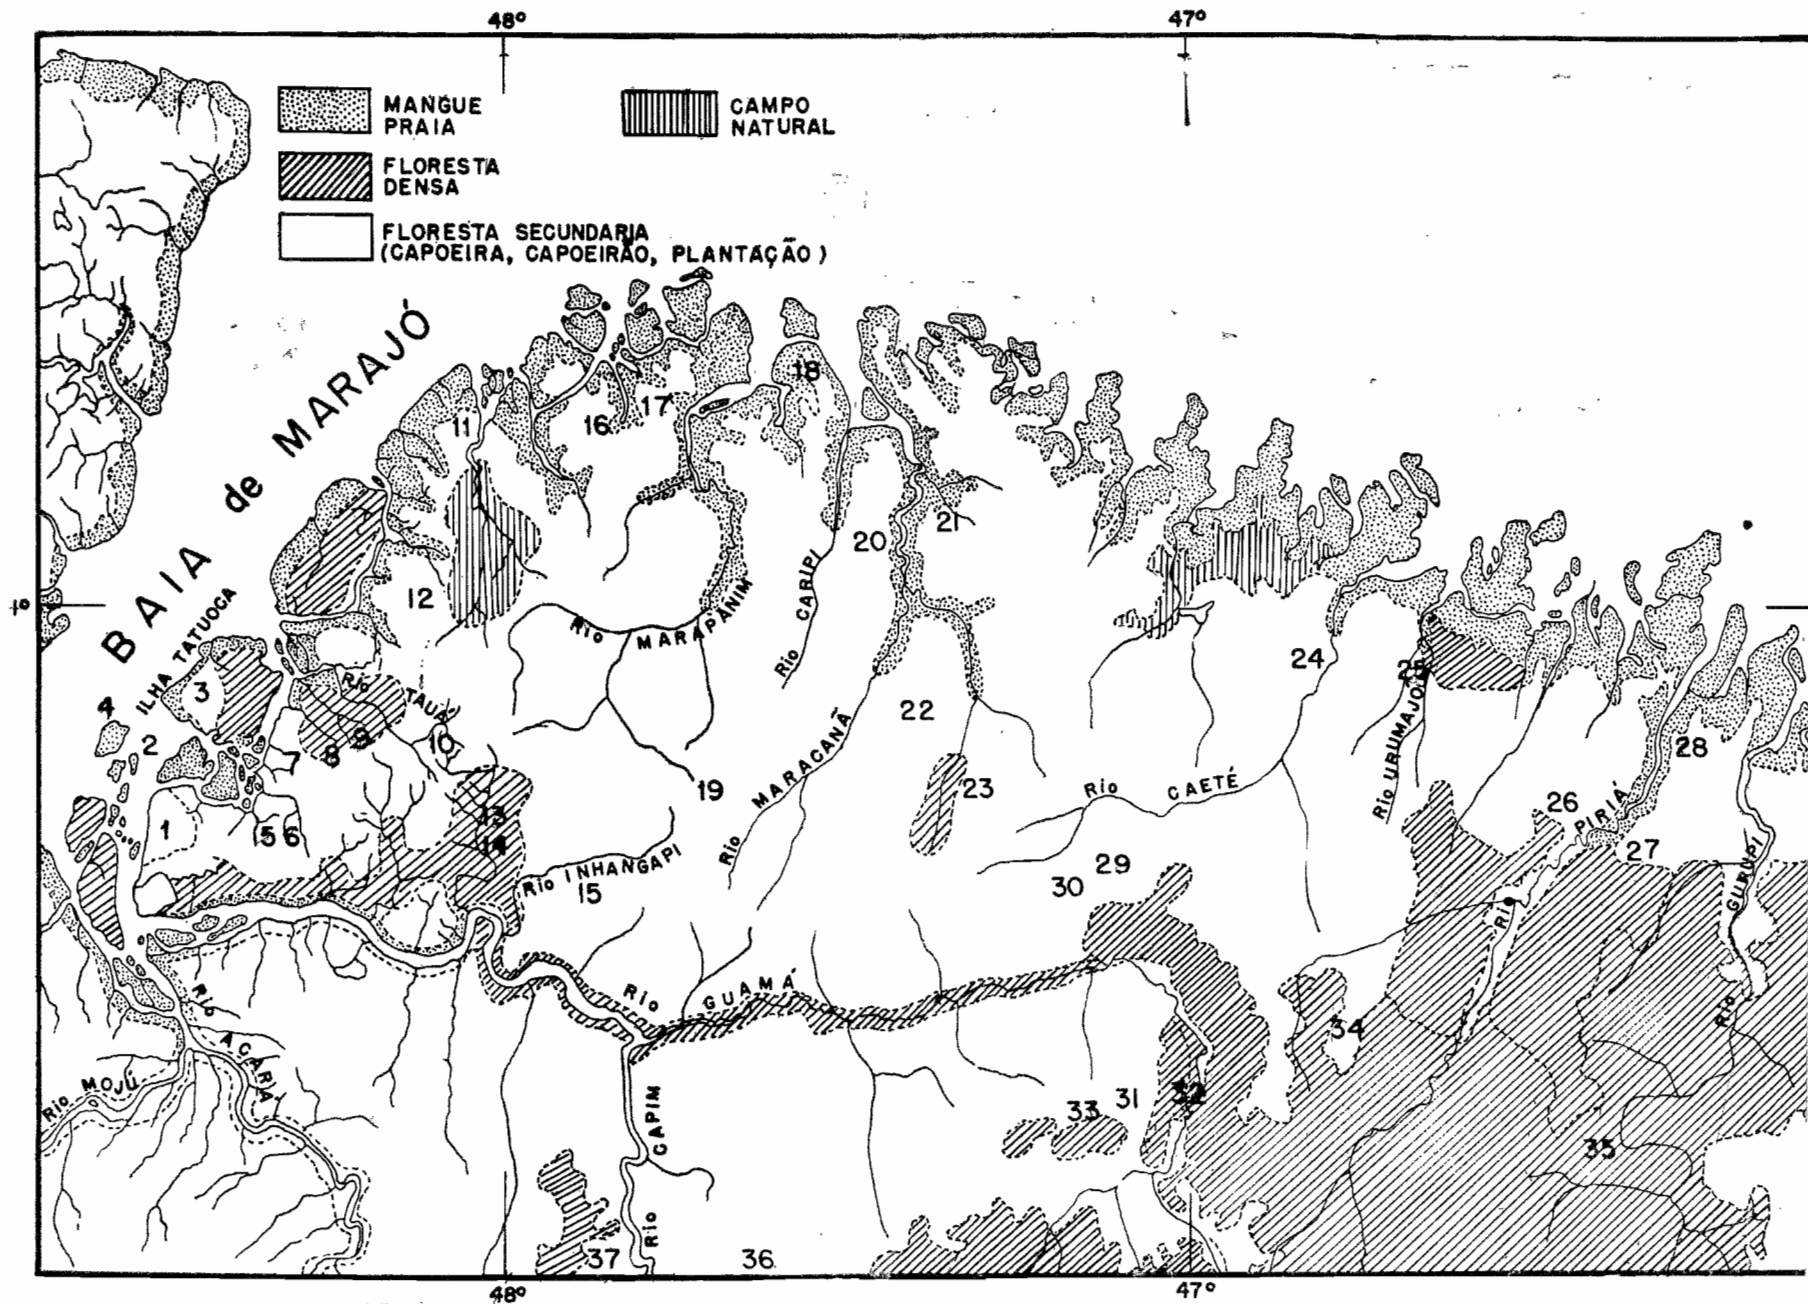 48°
47°
MANGUE
PRAIA
CAMPO
NATURAL
FLORESTA
DENSA
FLORESTA SECUNDARIA
(CAPOEIRA, CAPOEIRÃO, PLANTAÇÃO)
BAIA de MARAJÓ
18
17
16
11
21
20
12
1°
Rio CARIPI
Rio MARAPANIM
ILHA TATUOCA
3
4
2
Rio TAUÁ
24
25
22
10
9
8
7
28
Rio MARACANÃ
Rio URUMAJÓ
19
23
Rio CAETÉ
26
Rio PIRIÁ
27
1
5
6
13
14
Rio INHANGAPI
15
29
30
Rio GURUPI
Rio GUAMÁ
Rio ACARÁ
34
Rio MOJÚ
31
32
33
Rio CAPIM
35
37
36
48°
47°